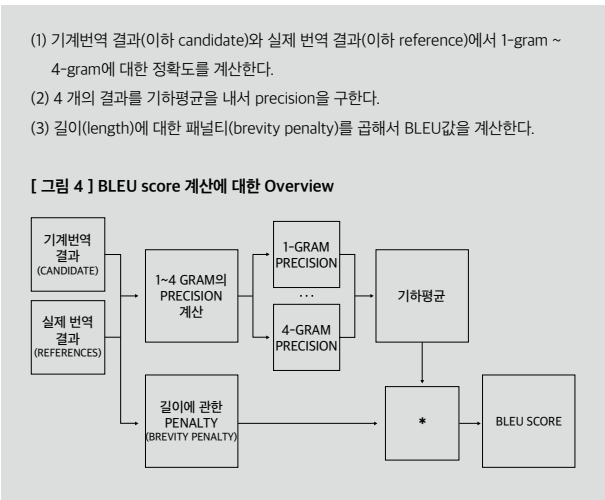 (1) 기계번역 결과(이하 candidate)와 실제 번역 결과(이하 reference)에서 1-gram ~
4-gram에 대한 정확도를 계산한다.
(2) 4 개의 결과를 기하평균을 내서 precision을 구한다.
(3) 길이(length)에 대한 패널티(brevity penalty)를 곱해서 BLEU값을 계산한다.
[ 그림 4 ] BLEU score 계산에 대한 Overview
기계번역
결과
(CANDIDATE)
실제 번역
결과
(REFERENCES)
1~4 GRAM의
PRECISION
계산
1-GRAM
PRECISION
...
4-GRAM
PRECISION
기하평균
길이에 관한
PENALTY
(BREVITY PENALTY)
*
BLEU SCORE